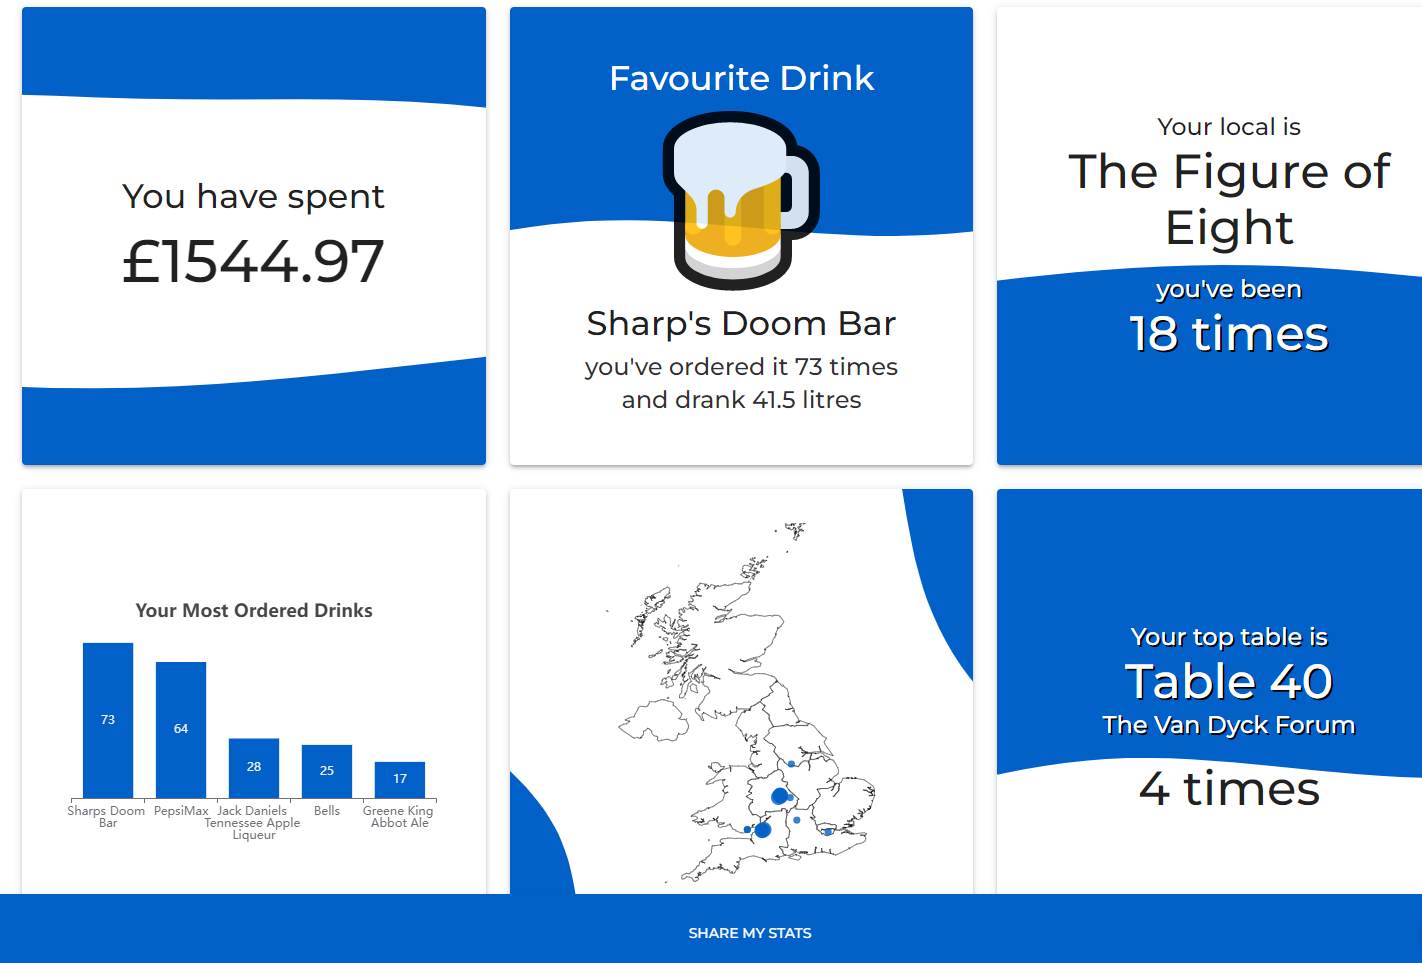 You have spent
£1544.97
Favourite Drink
Sharp's Doom Bar
you've ordered it 73 times
and drank 41.5 litres
Your local is
The Figure of
Eight
you've been
18 times
Your Most Ordered Drinks
73
64
28
25
17
Sharps Doom
Bar
PepsiMax
Jack Daniels
Tennessee Apple
Liqueur
Bells
Greene King
Abbot Ale
Your top table is
Table 40
The Van Dyck Forum
4 times
SHARE MY STATS